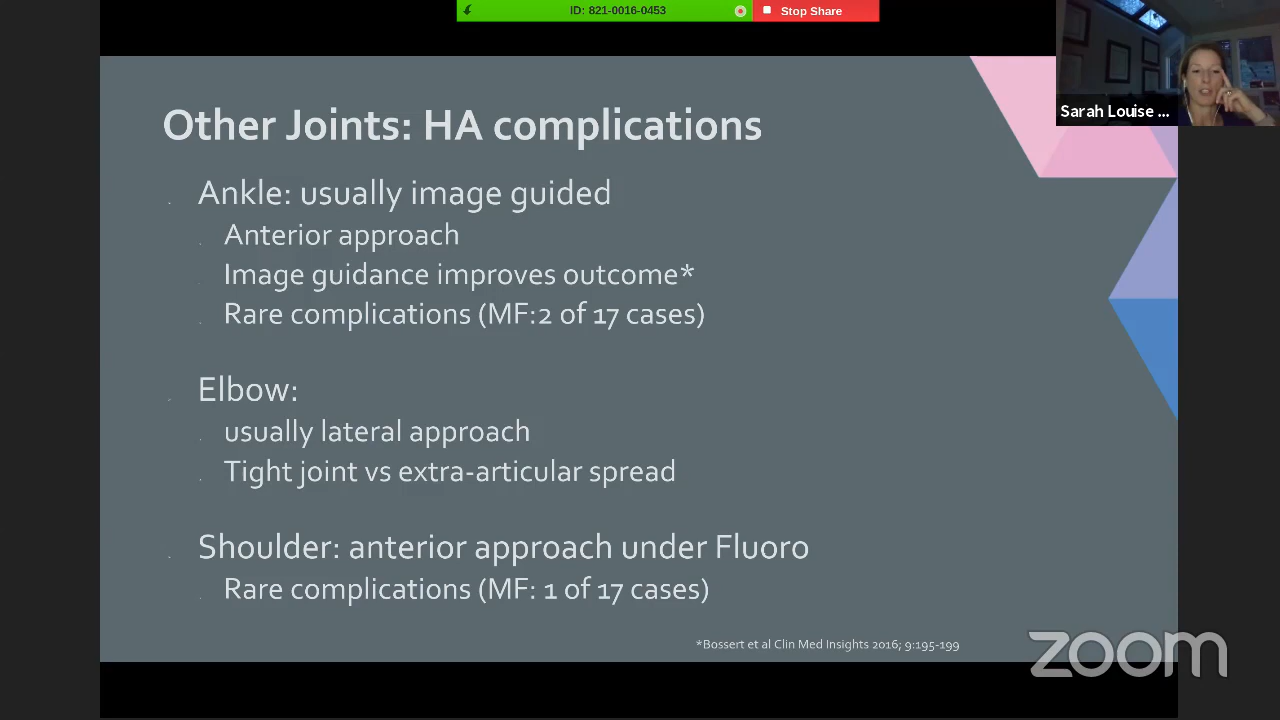 ID: 821-0016-0453
Stop Share
Sarah Louise ...
Other Joints: HA complications
Ankle: usually image guided
Anterior approach
Image guidance improves outcome*
Rare complications (MF:2 of 17 cases)
Elbow:
usually lateral approach
Tight joint vs extra-articular spread
Shoulder: anterior approach under Fluoro
Rare complications (MF: 1 of 17 cases)
*Bossert et al Clin Med Insights 2016; 9:195-199
zoom